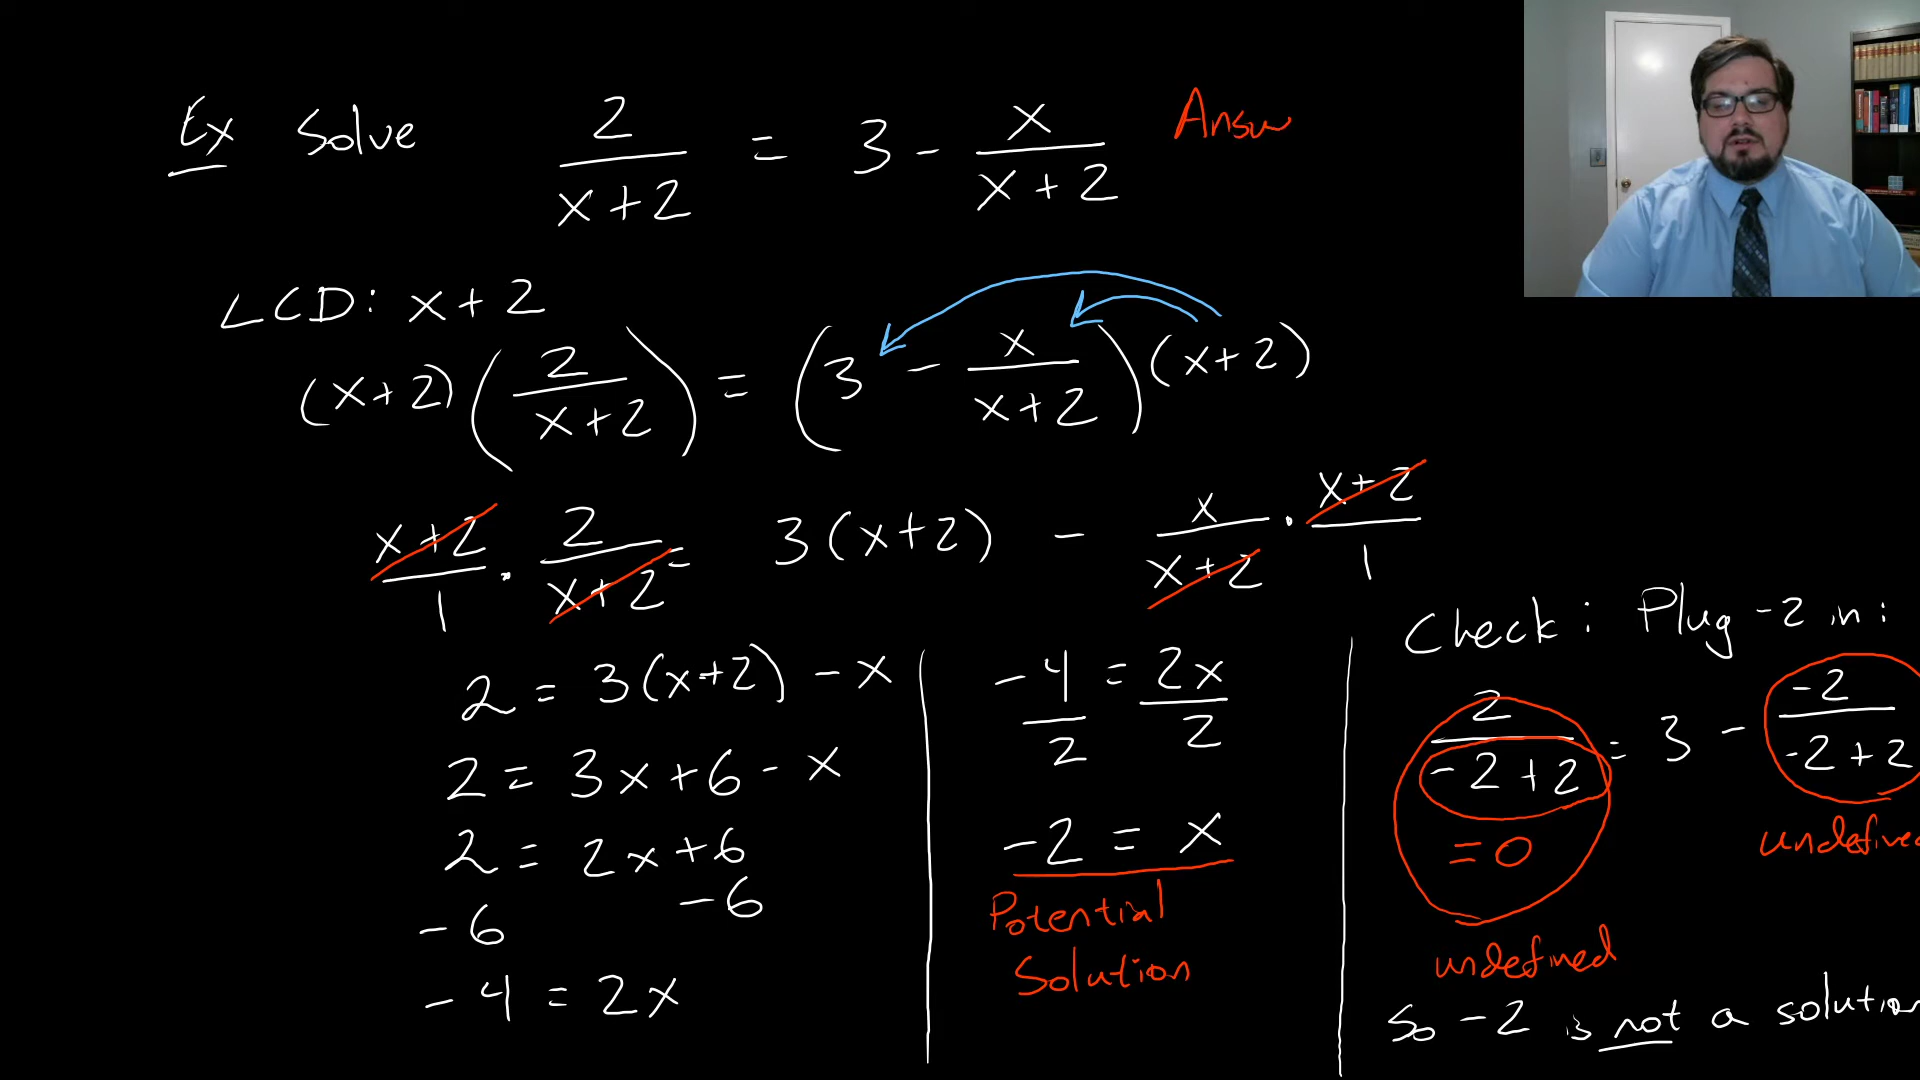 Ex Solve 2/(x+2) = 3 - x/(x+2) Answ
LCD: x+2
(x+2)(2/(x+2)) = (3 - x/(x+2))(x+2)
(x+2)/1 · 2/(x+2) = 3(x+2) - x/(x+2) · (x+2)/1
2 = 3(x+2) - x
2 = 3x+6 - x
2 = 2x+6
-6 -6
-4 = 2x
-4/2 = 2x/2
-2 = x
Potential
Solution
Check: Plug -2 in:
2/(-2+2) = 3 - -2/(-2+2)
= 0
undefined
undefined
So -2 is not a solution